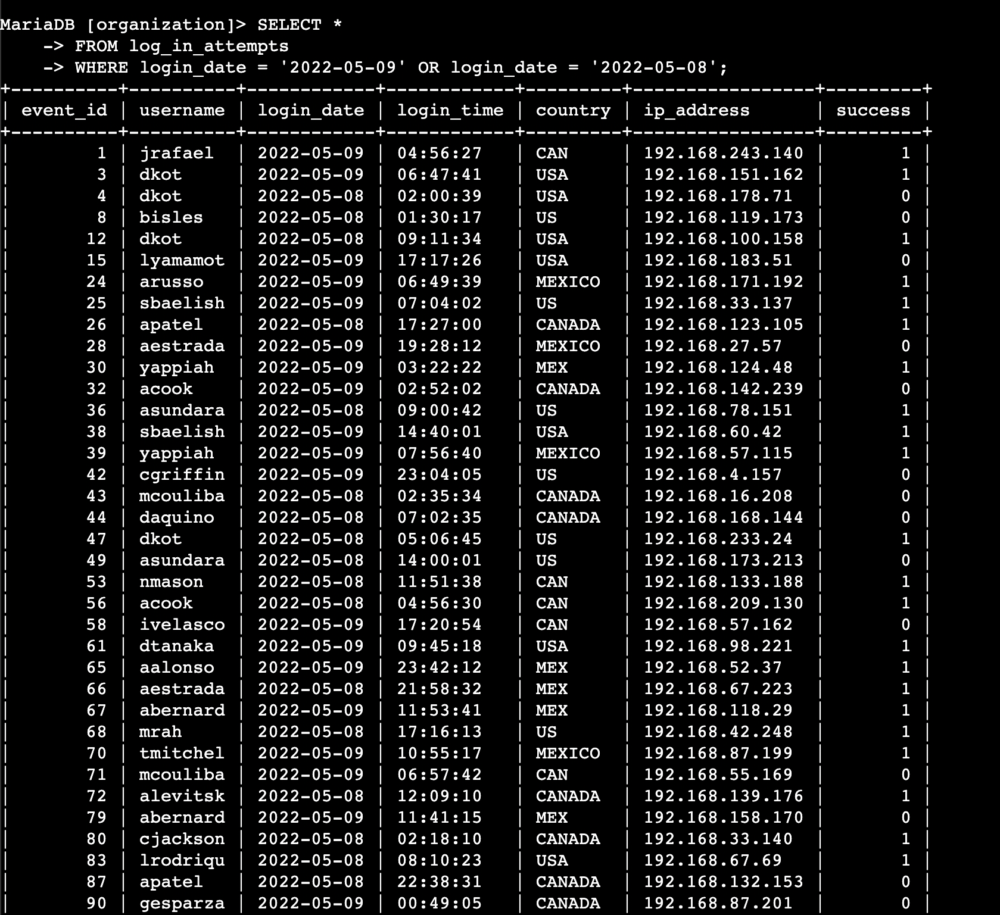 MariaDB [organization]> SELECT *
    -> FROM log_in_attempts
    -> WHERE login_date = '2022-05-09' OR login_date = '2022-05-08';
+----------+----------+------------+------------+---------+-----------------+---------+
| event_id | username | login_date | login_time | country | ip_address      | success |
+----------+----------+------------+------------+---------+-----------------+---------+
|        1 | jrafael  | 2022-05-09 | 04:56:27   | CAN     | 192.168.243.140 |       1 |
|        3 | dkot     | 2022-05-09 | 06:47:41   | USA     | 192.168.151.162 |       1 |
|        4 | dkot     | 2022-05-08 | 02:00:39   | USA     | 192.168.178.71  |       0 |
|        8 | bisles   | 2022-05-08 | 01:30:17   | US      | 192.168.119.173 |       0 |
|       12 | dkot     | 2022-05-08 | 09:11:34   | USA     | 192.168.100.158 |       1 |
|       15 | lyamamot | 2022-05-09 | 17:17:26   | USA     | 192.168.183.51  |       0 |
|       24 | arusso   | 2022-05-09 | 06:49:39   | MEXICO  | 192.168.171.192 |       1 |
|       25 | sbaelish | 2022-05-09 | 07:04:02   | US      | 192.168.33.137  |       1 |
|       26 | apatel   | 2022-05-08 | 17:27:00   | CANADA  | 192.168.123.105 |       1 |
|       28 | aestrada | 2022-05-09 | 19:28:12   | MEXICO  | 192.168.27.57   |       0 |
|       30 | yappiah  | 2022-05-09 | 03:22:22   | MEX     | 192.168.124.48  |       1 |
|       32 | acook    | 2022-05-09 | 02:52:02   | CANADA  | 192.168.142.239 |       0 |
|       36 | asundara | 2022-05-08 | 09:00:42   | US      | 192.168.78.151  |       1 |
|       38 | sbaelish | 2022-05-09 | 14:40:01   | USA     | 192.168.60.42   |       1 |
|       39 | yappiah  | 2022-05-09 | 07:56:40   | MEXICO  | 192.168.57.115  |       1 |
|       42 | cgriffin | 2022-05-09 | 23:04:05   | US      | 192.168.4.157   |       0 |
|       43 | mcouliba | 2022-05-08 | 02:35:34   | CANADA  | 192.168.16.208  |       0 |
|       44 | daquino  | 2022-05-08 | 07:02:35   | CANADA  | 192.168.168.144 |       0 |
|       47 | dkot     | 2022-05-08 | 05:06:45   | US      | 192.168.233.24  |       1 |
|       49 | asundara | 2022-05-08 | 14:00:01   | US      | 192.168.173.213 |       0 |
|       53 | nmason   | 2022-05-08 | 11:51:38   | CAN     | 192.168.133.188 |       1 |
|       56 | acook    | 2022-05-08 | 04:56:30   | CAN     | 192.168.209.130 |       1 |
|       58 | ivelasco | 2022-05-09 | 17:20:54   | CAN     | 192.168.57.162  |       0 |
|       61 | dtanaka  | 2022-05-09 | 09:45:18   | USA     | 192.168.98.221  |       1 |
|       65 | aalonso  | 2022-05-09 | 23:42:12   | MEX     | 192.168.52.37   |       1 |
|       66 | aestrada | 2022-05-08 | 21:58:32   | MEX     | 192.168.67.223  |       1 |
|       67 | abernard | 2022-05-09 | 11:53:41   | MEX     | 192.168.118.29  |       1 |
|       68 | mrah     | 2022-05-08 | 17:16:13   | US      | 192.168.42.248  |       1 |
|       70 | tmitchel | 2022-05-09 | 10:55:17   | MEXICO  | 192.168.87.199  |       1 |
|       71 | mcouliba | 2022-05-09 | 06:57:42   | CAN     | 192.168.55.169  |       0 |
|       72 | alevitsk | 2022-05-08 | 12:09:10   | CANADA  | 192.168.139.176 |       1 |
|       79 | abernard | 2022-05-09 | 11:41:15   | MEX     | 192.168.158.170 |       0 |
|       80 | cjackson | 2022-05-08 | 02:18:10   | CANADA  | 192.168.33.140  |       1 |
|       83 | lrodriqu | 2022-05-08 | 08:10:23   | USA     | 192.168.67.69   |       1 |
|       87 | apatel   | 2022-05-08 | 22:38:31   | CANADA  | 192.168.132.153 |       0 |
|       90 | gesparza | 2022-05-09 | 00:49:05   | CANADA  | 192.168.87.201  |       0 |